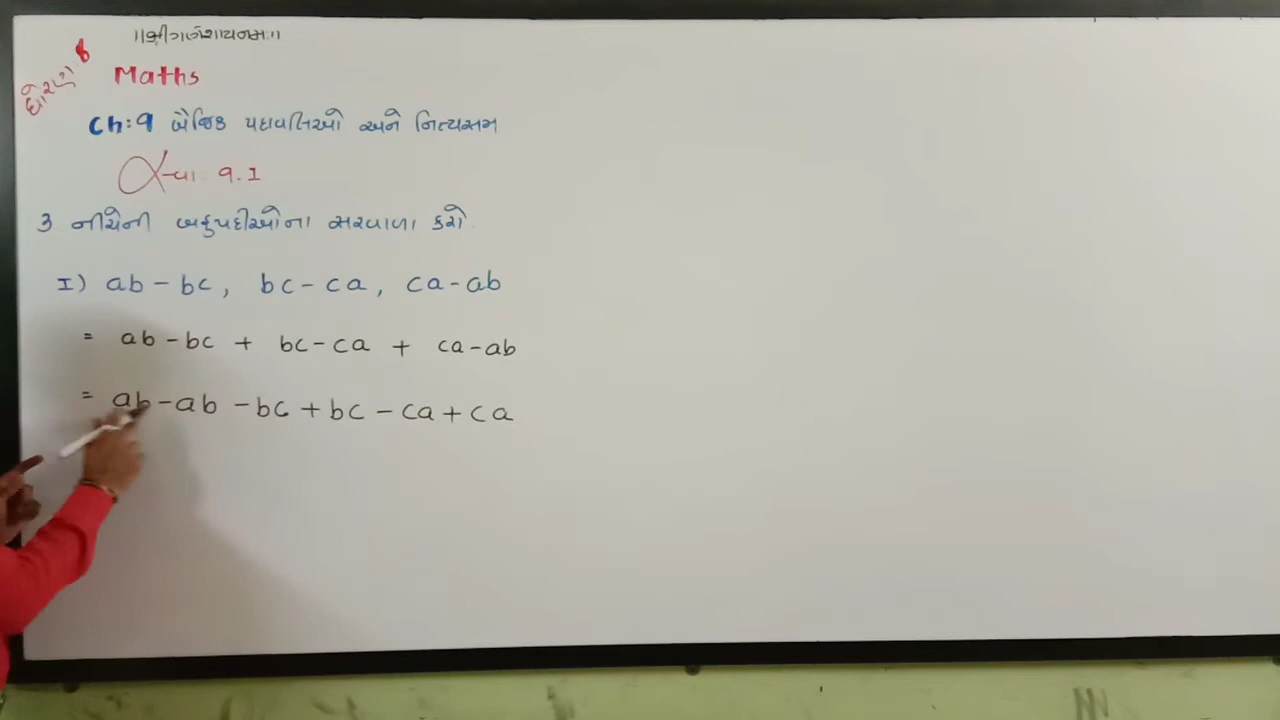 ॥શ્રી ગણેશાય નમઃ॥
ધોરણ 8
Maths
Ch:9 બૈજિક પદાવલિઓ અને નિત્યસમ
સ્વા. 9.1
3 નીચેની બહુપદીઓના સરવાળા કરો
I) ab - bc, bc - ca, ca - ab
= ab - bc + bc - ca + ca - ab
= ab - ab - bc + bc - ca + ca